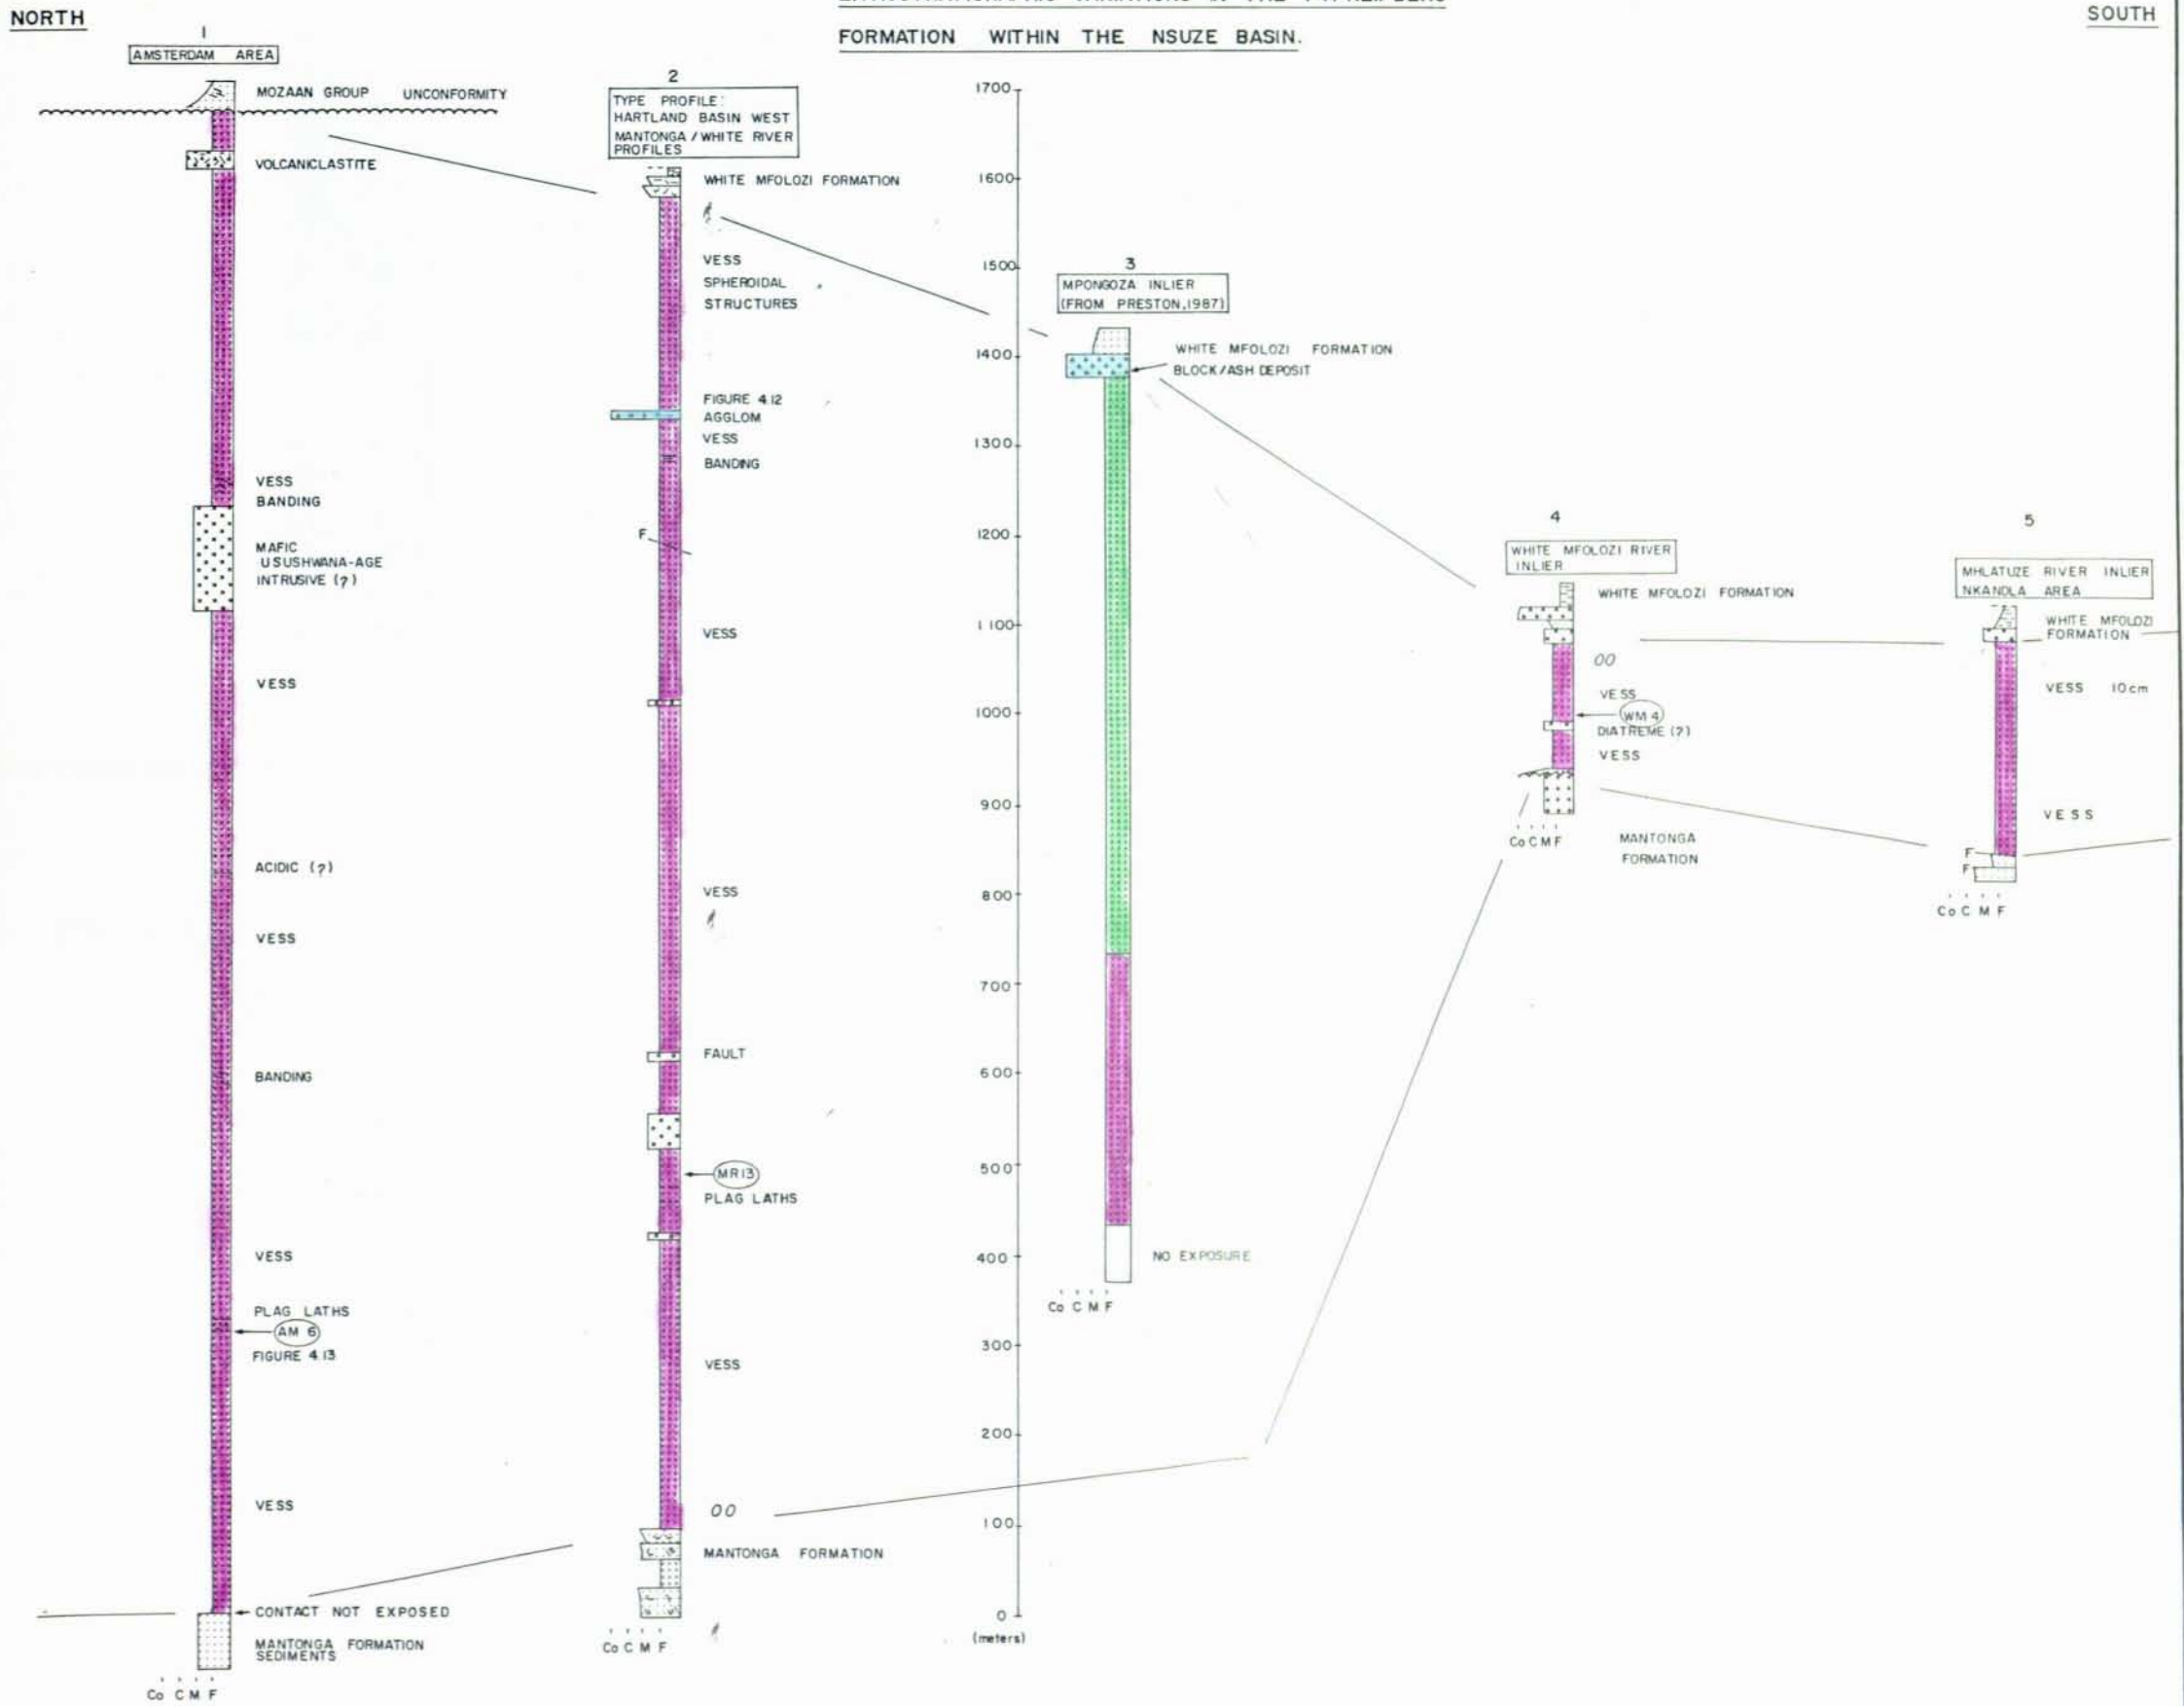 NORTH
FORMATION WITHIN THE NSUZE BASIN.
SOUTH
1
AMSTERDAM AREA
MOZAAN GROUP UNCONFORMITY
VOLCANICLASTITE
VESS
BANDING
MAFIC
USUSHWANA-AGE
INTRUSIVE (?)
VESS
ACIDIC (?)
VESS
BANDING
VESS
PLAG LATHS
AM 6
FIGURE 4.13
VESS
CONTACT NOT EXPOSED
MANTONGA FORMATION
SEDIMENTS
Co C M F
2
TYPE PROFILE:
HARTLAND BASIN WEST
MANTONGA / WHITE RIVER
PROFILES
WHITE MFOLOZI FORMATION
VESS
SPHEROIDAL
STRUCTURES
FIGURE 4.12
AGGLOM
VESS
BANDING
F
VESS
VESS
FAULT
MR13
PLAG LATHS
VESS
OO
MANTONGA FORMATION
Co C M F
1700
1600
1500
1400
1300
1200
1100
1000
900
800
700
600
500
400
300
200
100
0
(meters)
3
MPONGOZA INLIER
(FROM PRESTON,1987)
WHITE MFOLOZI FORMATION
BLOCK/ASH DEPOSIT
NO EXPOSURE
Co C M F
4
WHITE MFOLOZI RIVER
INLIER
WHITE MFOLOZI FORMATION
OO
VESS
WM 4
DIATREME (?)
VESS
Co C M F
MANTONGA
FORMATION
5
MHLATUZE RIVER INLIER
NKANDLA AREA
WHITE MFOLOZI
FORMATION
VESS 10cm
VESS
F
F
Co C M F